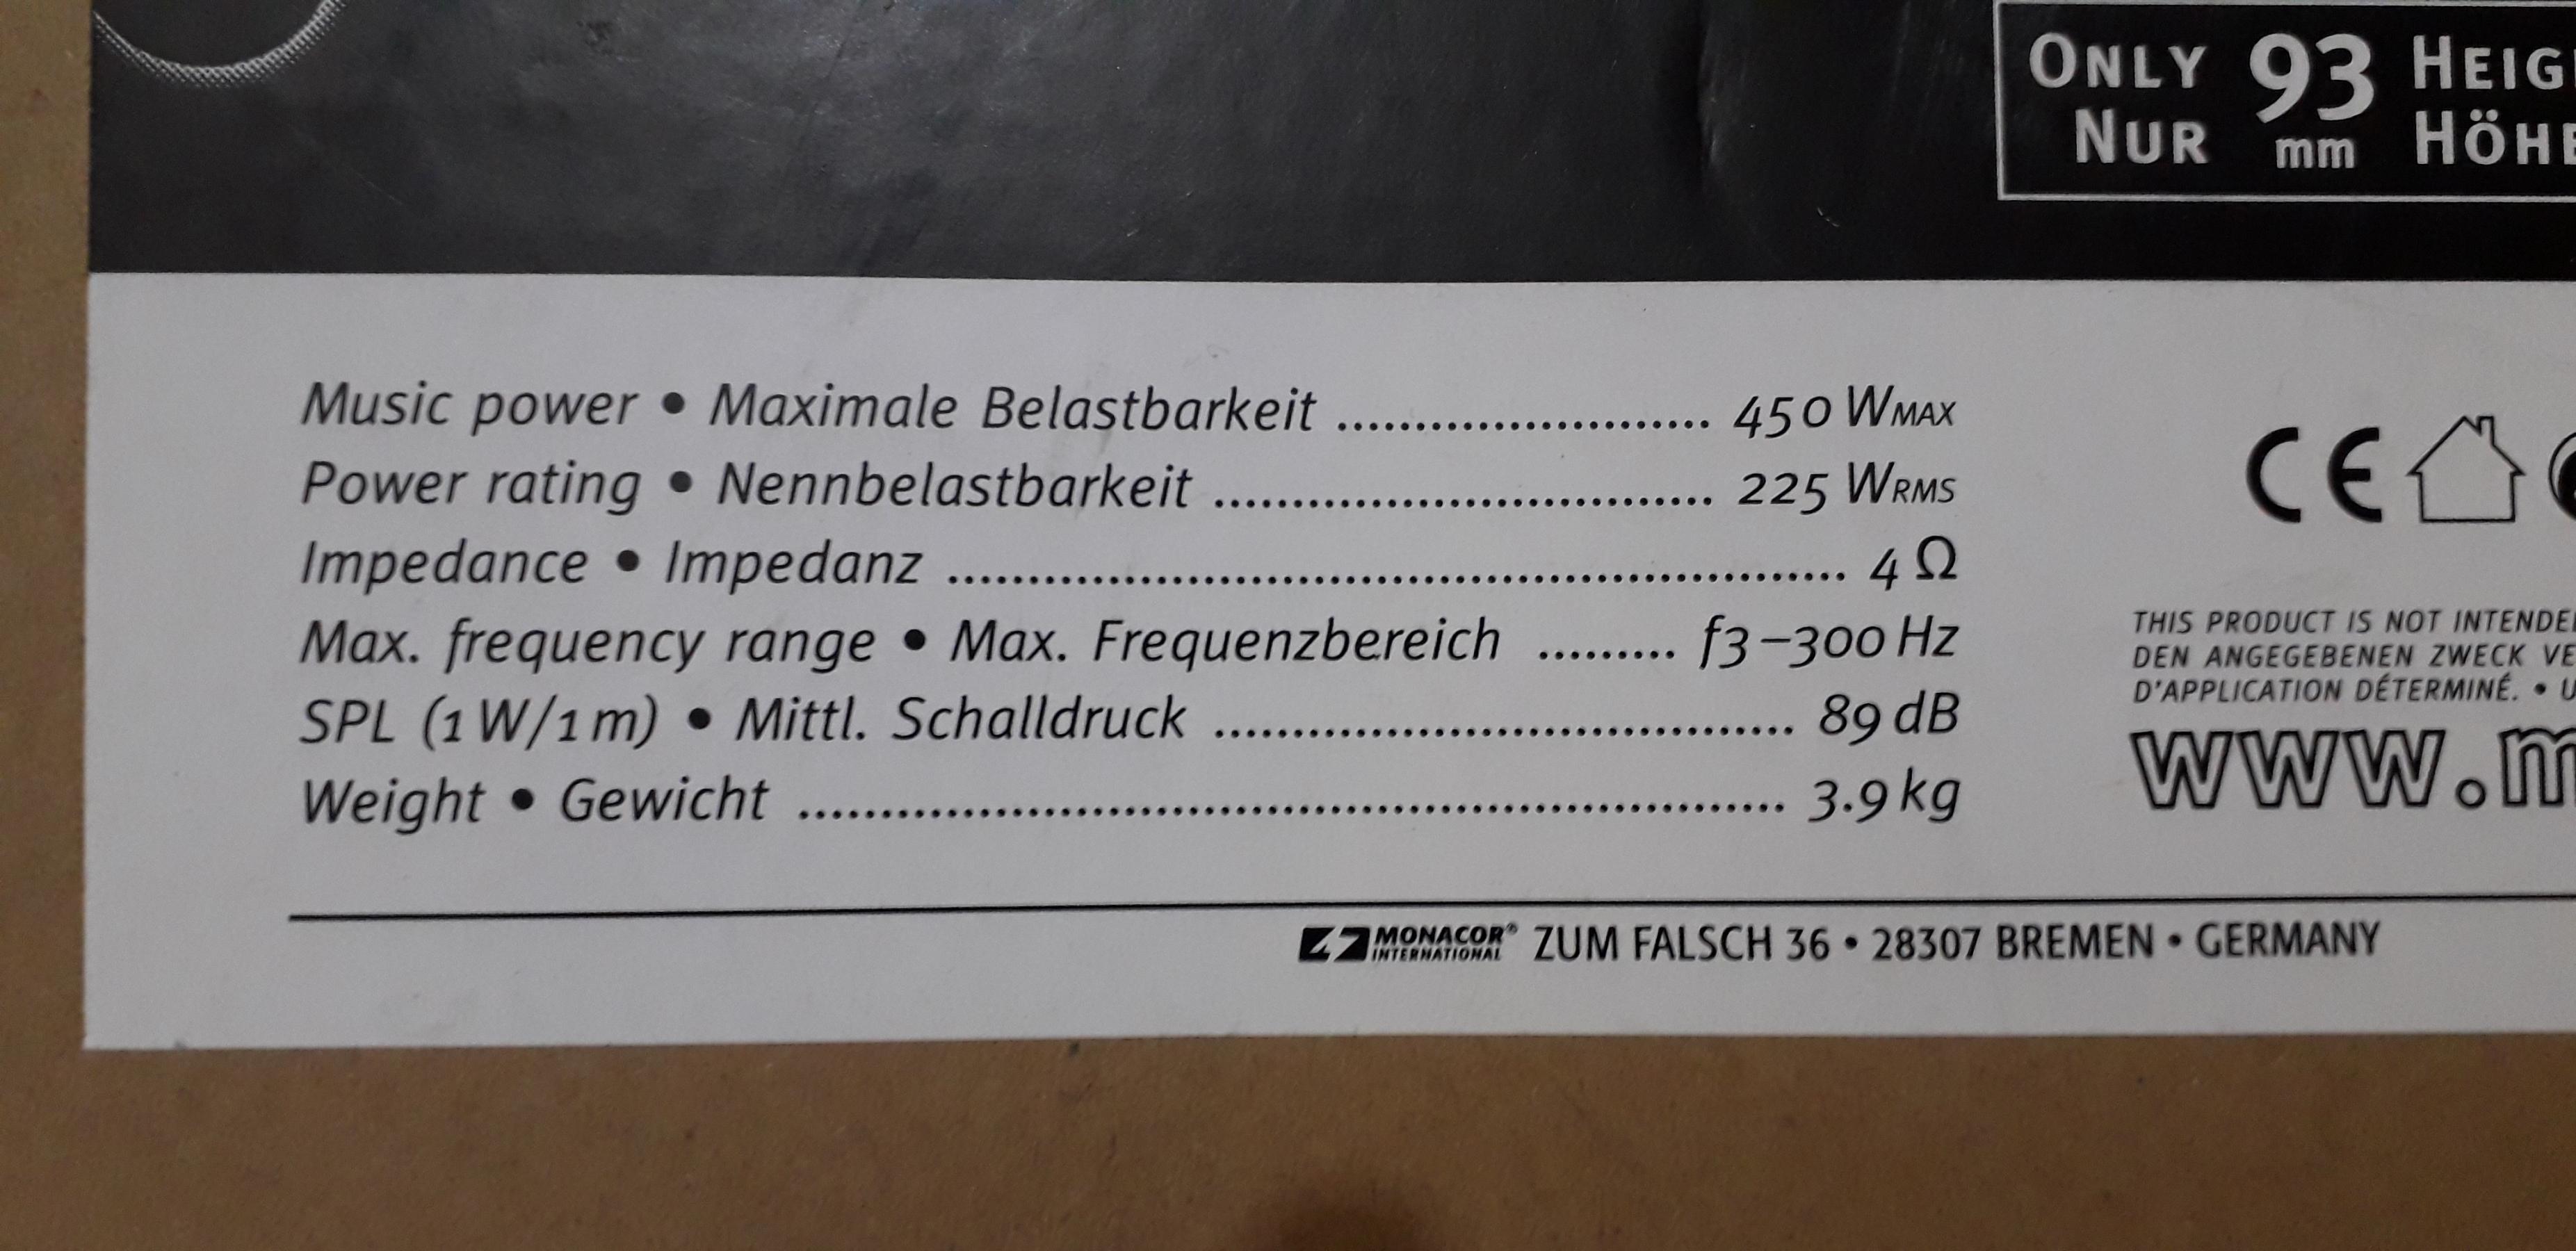 ONLY 93 HEIG
NUR mm HÖHE
Music power • Maximale Belastbarkeit ........................ 450 WMAX
Power rating • Nennbelastbarkeit ................................ 225 WRMS
Impedance • Impedanz ......................................................... 4 Ω
Max. frequency range • Max. Frequenzbereich ......... f3–300 Hz
SPL (1 W/1 m) • Mittl. Schalldruck ..................................... 89 dB
Weight • Gewicht ............................................................... 3.9 kg
CE
THIS PRODUCT IS NOT INTENDE
DEN ANGEGEBENEN ZWECK VE
D'APPLICATION DÉTERMINÉ. • U
www.m
MONACOR® INTERNATIONAL ZUM FALSCH 36 • 28307 BREMEN • GERMANY